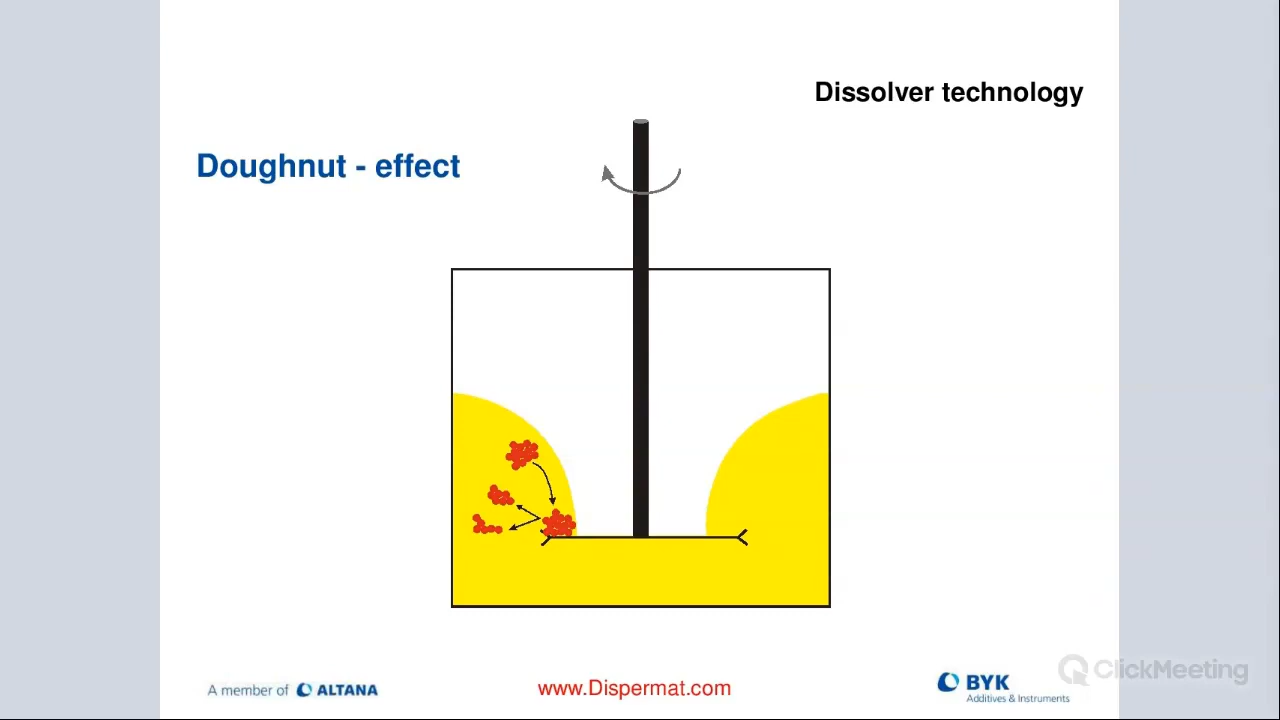 Dissolver technology
Doughnut - effect
A member of ALTANA
www.Dispermat.com
BYK
Additives & Instruments
ClickMeeting